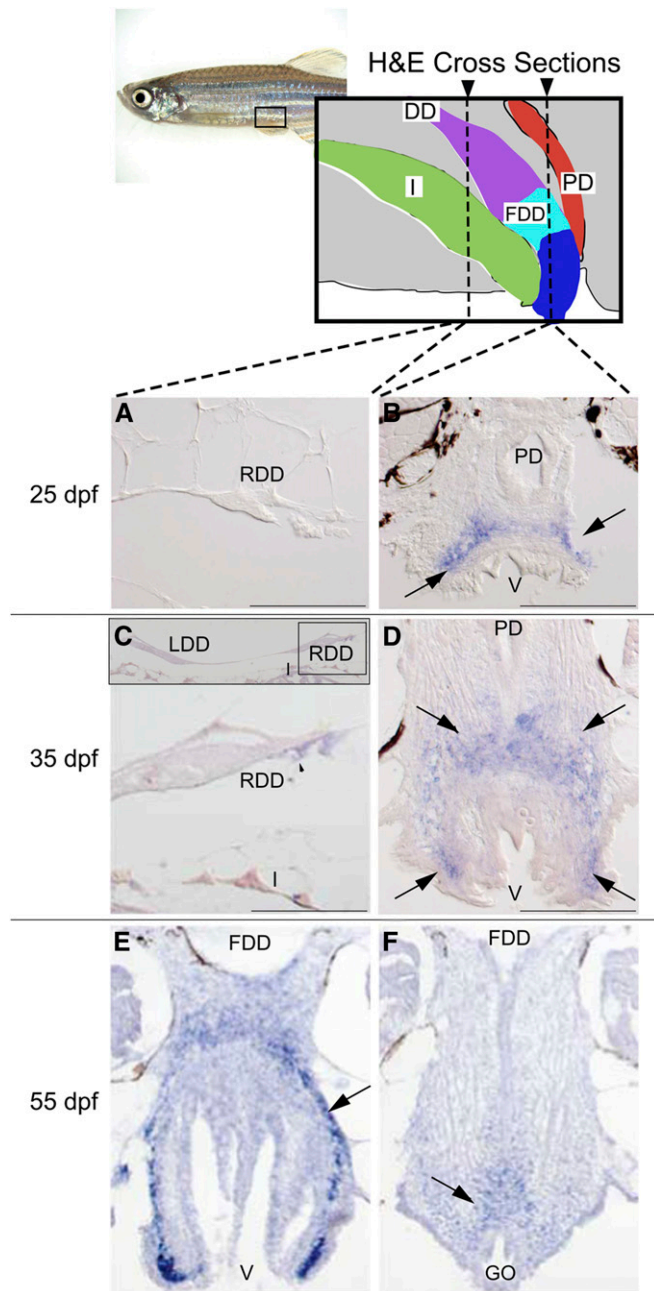 H&E Cross Sections
DD
PD
I
FDD
A
B
RDD
PD
25 dpf
V
C
D
LDD
RDD
I
PD
35 dpf
RDD
I
V
E
F
FDD
FDD
55 dpf
V
GO